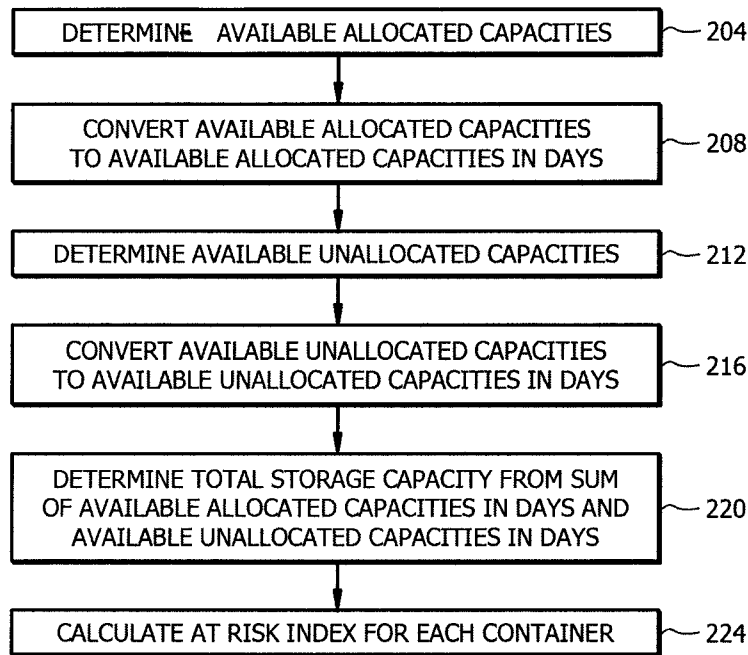 DETERMINE AVAILABLE ALLOCATED CAPACITIES
204
CONVERT AVAILABLE ALLOCATED CAPACITIES
TO AVAILABLE ALLOCATED CAPACITIES IN DAYS
208
DETERMINE AVAILABLE UNALLOCATED CAPACITIES
212
CONVERT AVAILABLE UNALLOCATED CAPACITIES
TO AVAILABLE UNALLOCATED CAPACITIES IN DAYS
216
DETERMINE TOTAL STORAGE CAPACITY FROM SUM
OF AVAILABLE ALLOCATED CAPACITIES IN DAYS AND
AVAILABLE UNALLOCATED CAPACITIES IN DAYS
220
CALCULATE AT RISK INDEX FOR EACH CONTAINER
224